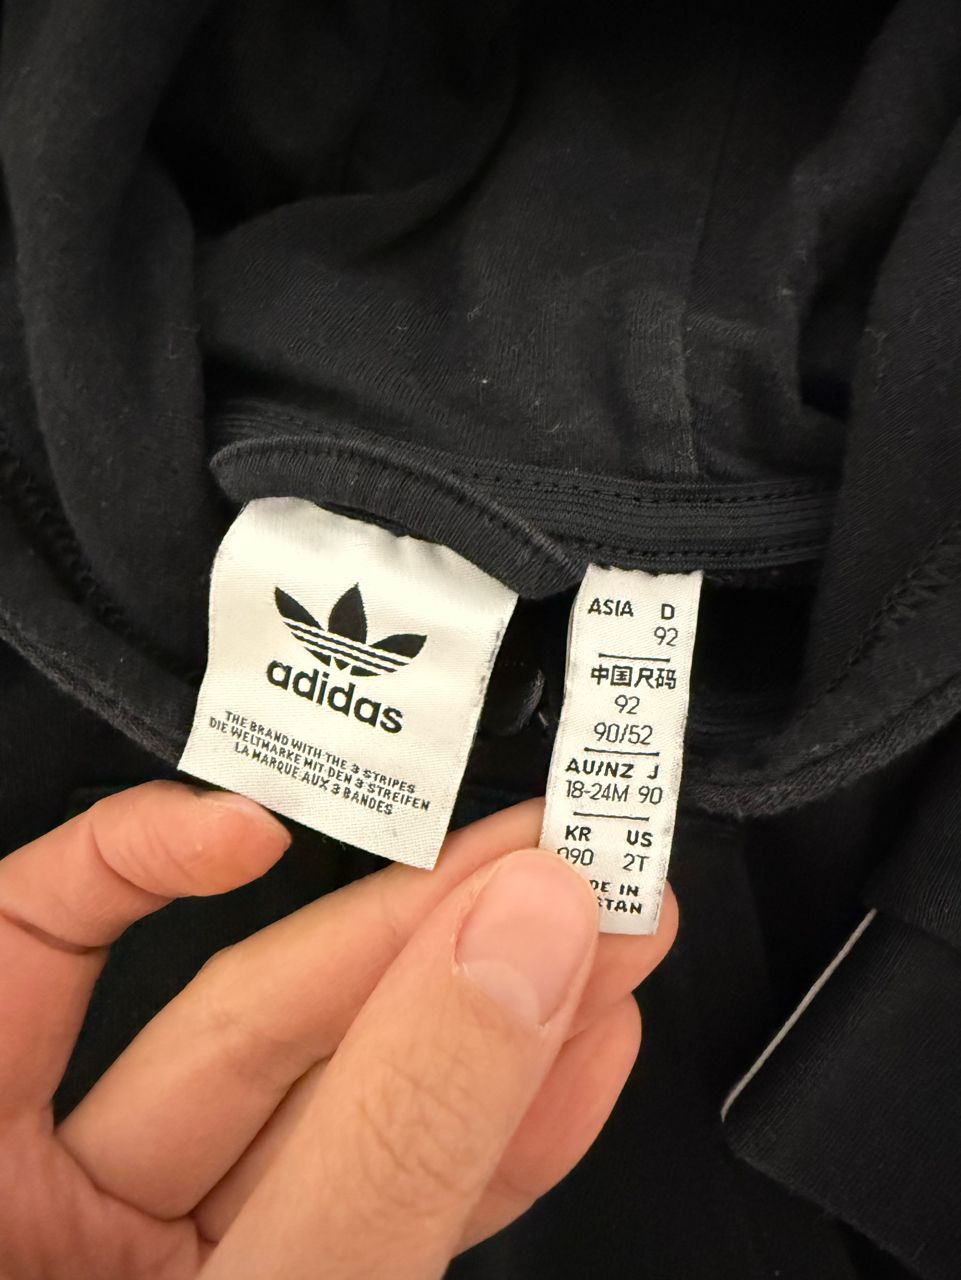 adidas
THE BRAND WITH THE 3 STRIPES
DIE WELTMARKE MIT DEN 3 STREIFEN
LA MARQUE AUX 3 BANDES
ASIA D
92
中国尺码
92
90/52
AU/NZ J
18-24M 90
KR US
090 2T
IN